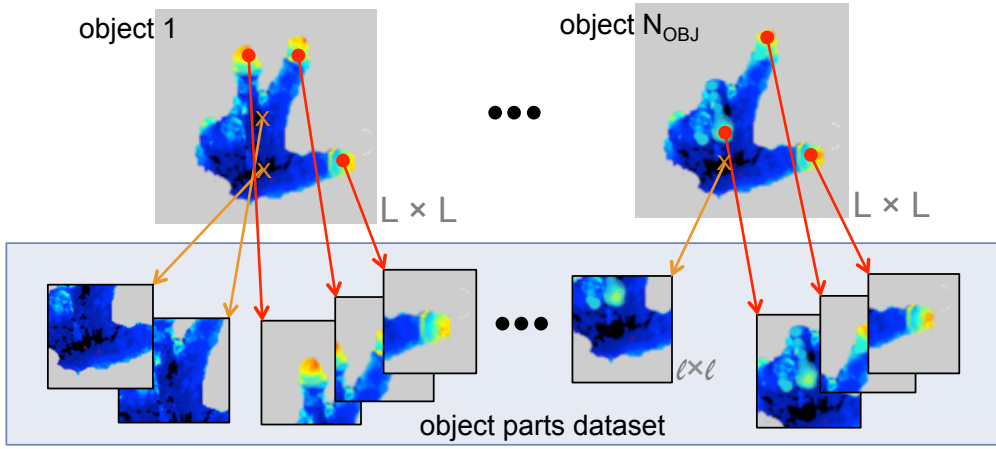 object 1
object N_OBJ
L × L
L × L
ℓ×ℓ
object parts dataset